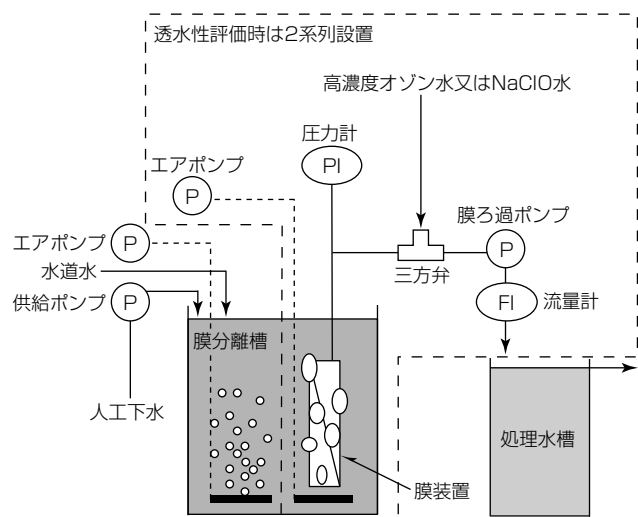 透水性評価時は2系列設置
高濃度オゾン水又はNaClO水
圧力計
PI
エアポンプ
P
膜ろ過ポンプ
P
エアポンプ
P
水道水
三方弁
供給ポンプ
P
FI
流量計
膜分離槽
人工下水
処理水槽
膜装置